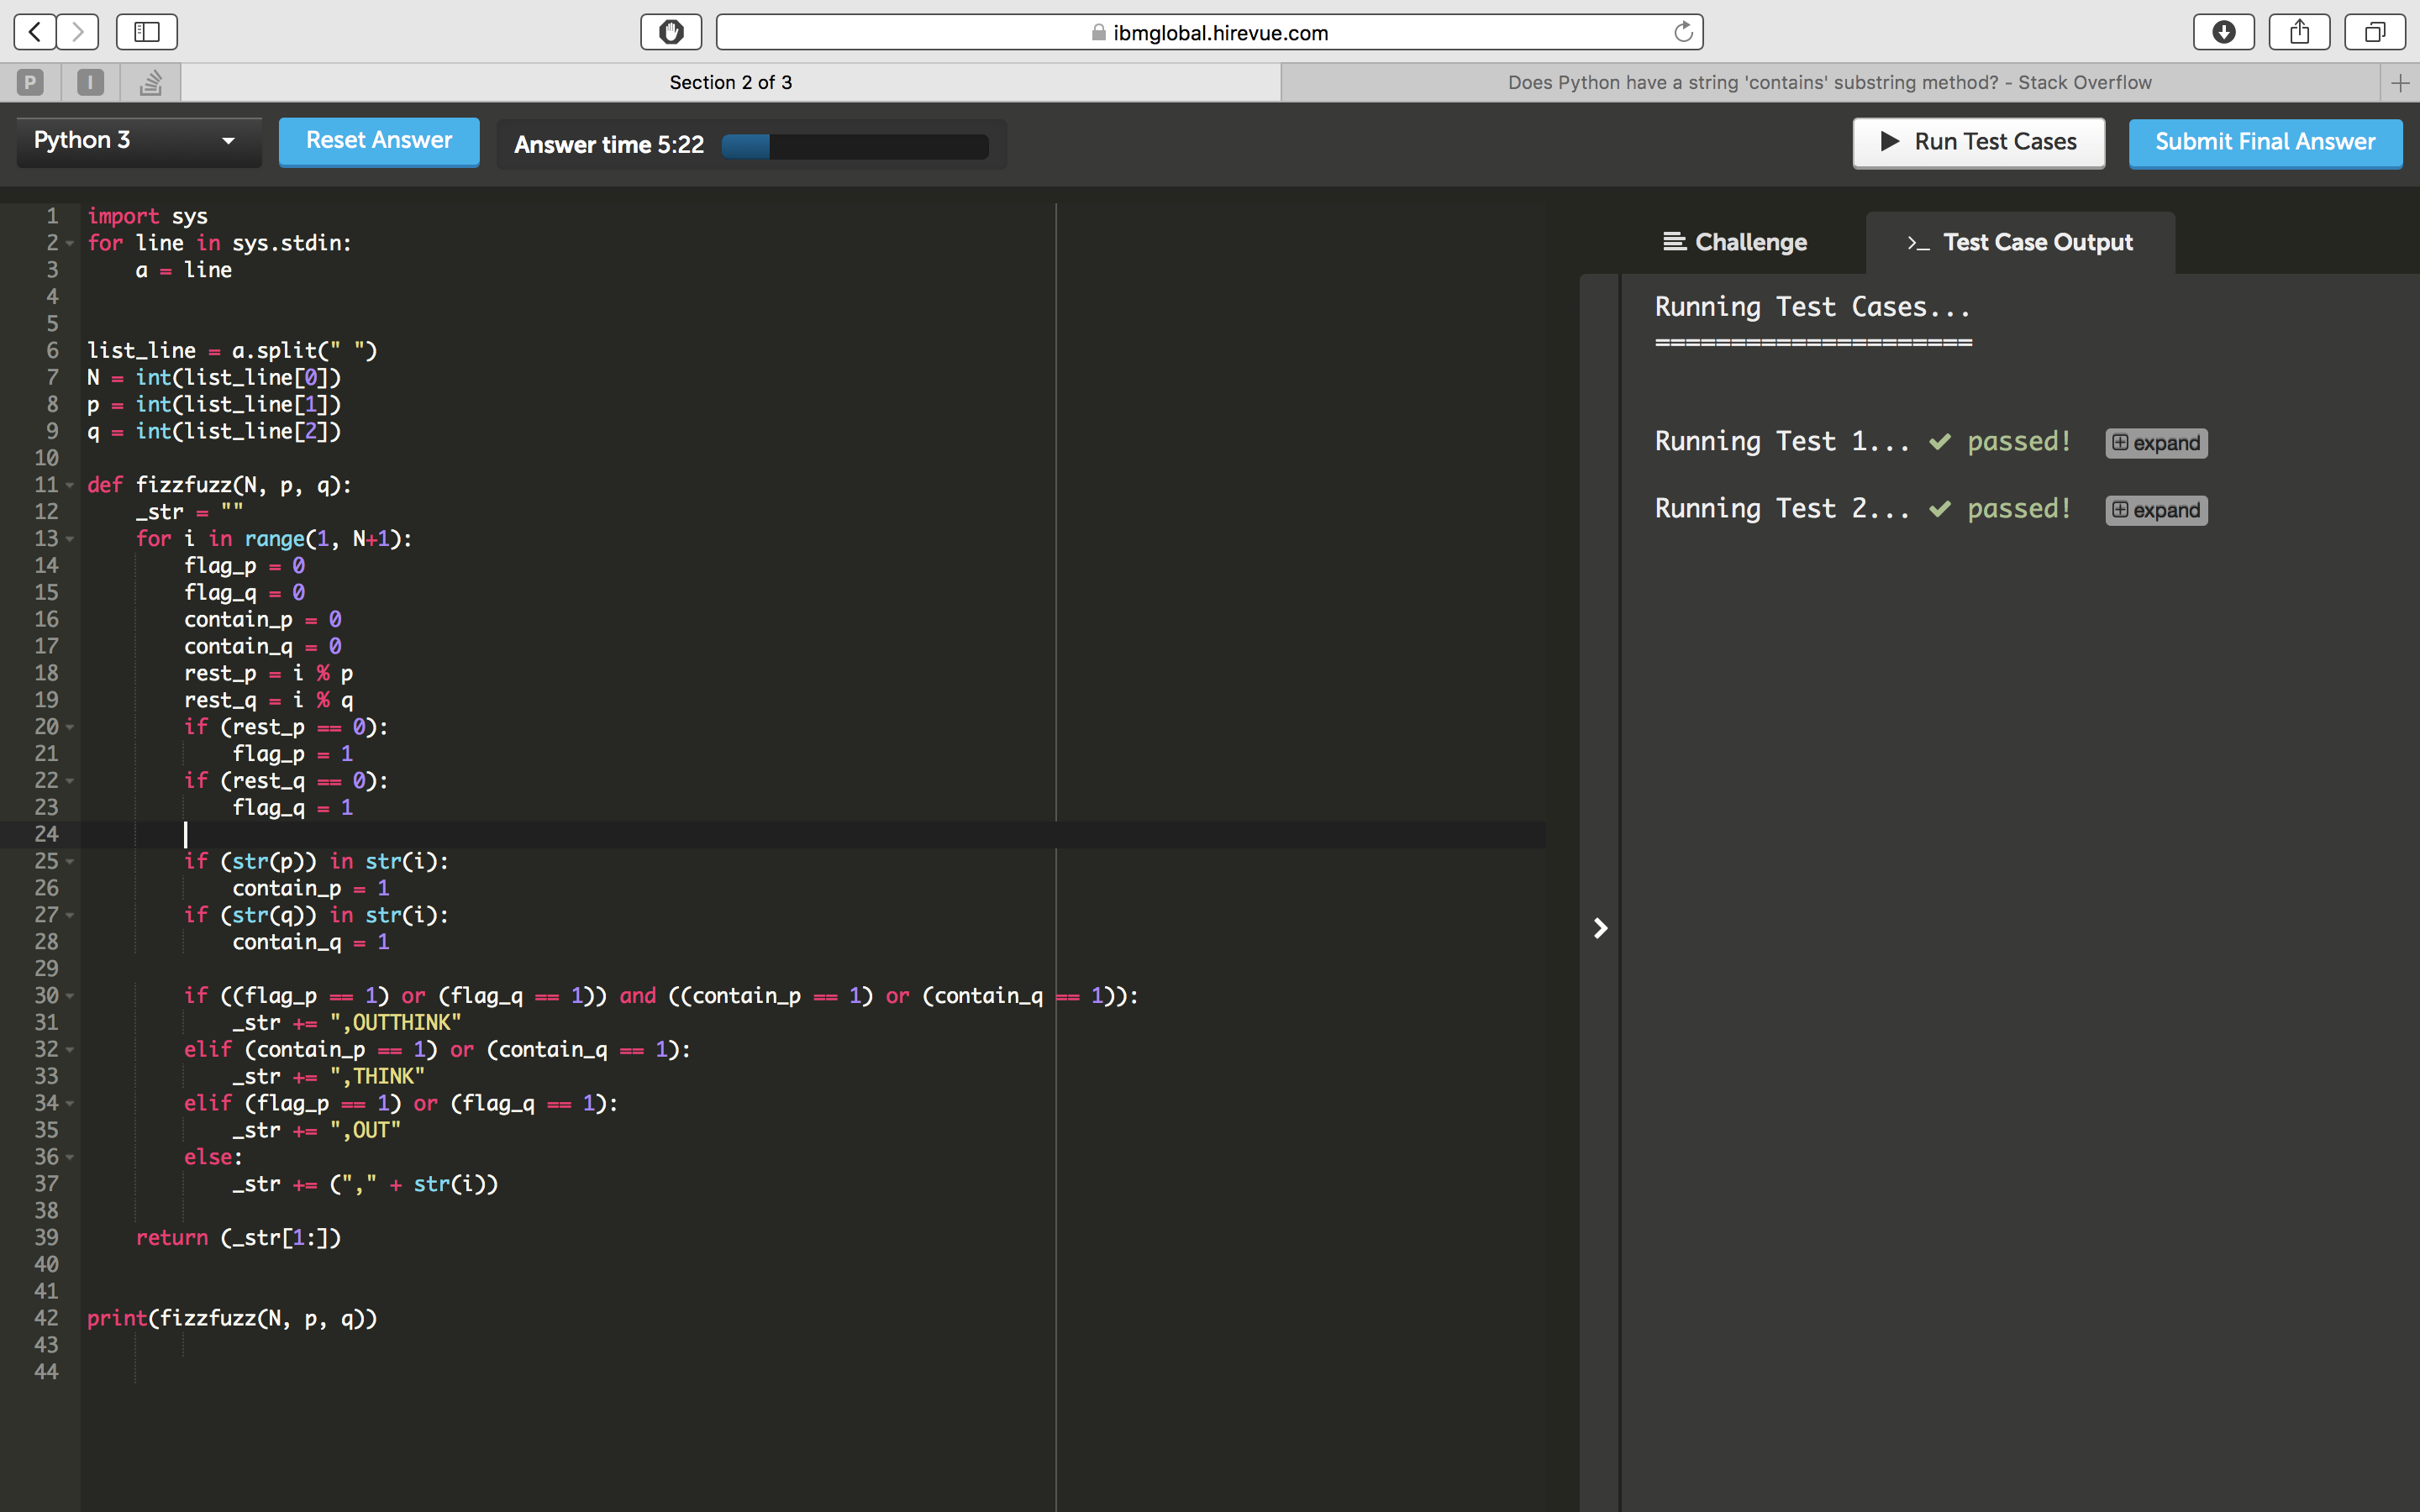 ibmglobal.hirevue.com
P
I
Section 2 of 3
Does Python have a string 'contains' substring method? - Stack Overflow
Python 3
Reset Answer
Answer time 5:22
Run Test Cases
Submit Final Answer
1 import sys
2 for line in sys.stdin:
3     a = line
4
5
6 list_line = a.split(" ")
7 N = int(list_line[0])
8 p = int(list_line[1])
9 q = int(list_line[2])
10
11 def fizzfuzz(N, p, q):
12     _str = ""
13     for i in range(1, N+1):
14         flag_p = 0
15         flag_q = 0
16         contain_p = 0
17         contain_q = 0
18         rest_p = i % p
19         rest_q = i % q
20         if (rest_p == 0):
21             flag_p = 1
22         if (rest_q == 0):
23             flag_q = 1
24
25         if (str(p)) in str(i):
26             contain_p = 1
27         if (str(q)) in str(i):
28             contain_q = 1
29
30         if ((flag_p == 1) or (flag_q == 1)) and ((contain_p == 1) or (contain_q == 1)):
31             _str += ",OUTTHINK"
32         elif (contain_p == 1) or (contain_q == 1):
33             _str += ",THINK"
34         elif (flag_p == 1) or (flag_q == 1):
35             _str += ",OUT"
36         else:
37             _str += ("," + str(i))
38
39     return (_str[1:])
40
41
42 print(fizzfuzz(N, p, q))
43
44
Challenge
>_ Test Case Output
Running Test Cases...
=====================
Running Test 1... ✔ passed! expand
Running Test 2... ✔ passed! expand